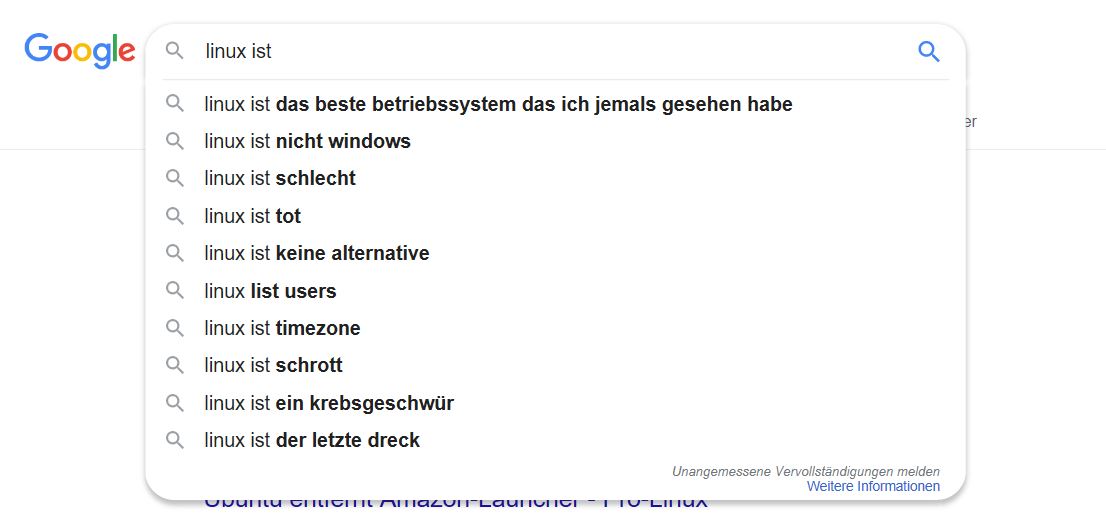 Google
linux ist
linux ist das beste betriebssystem das ich jemals gesehen habe
er
linux ist nicht windows
linux ist schlecht
linux ist tot
linux ist keine alternative
linux list users
linux ist timezone
linux ist schrott
linux ist ein krebsgeschwür
linux ist der letzte dreck
Unangemessene Vervollständigungen melden
Weitere Informationen
Ubuntu entfernt Amazon-Launcher - Pro-Linux